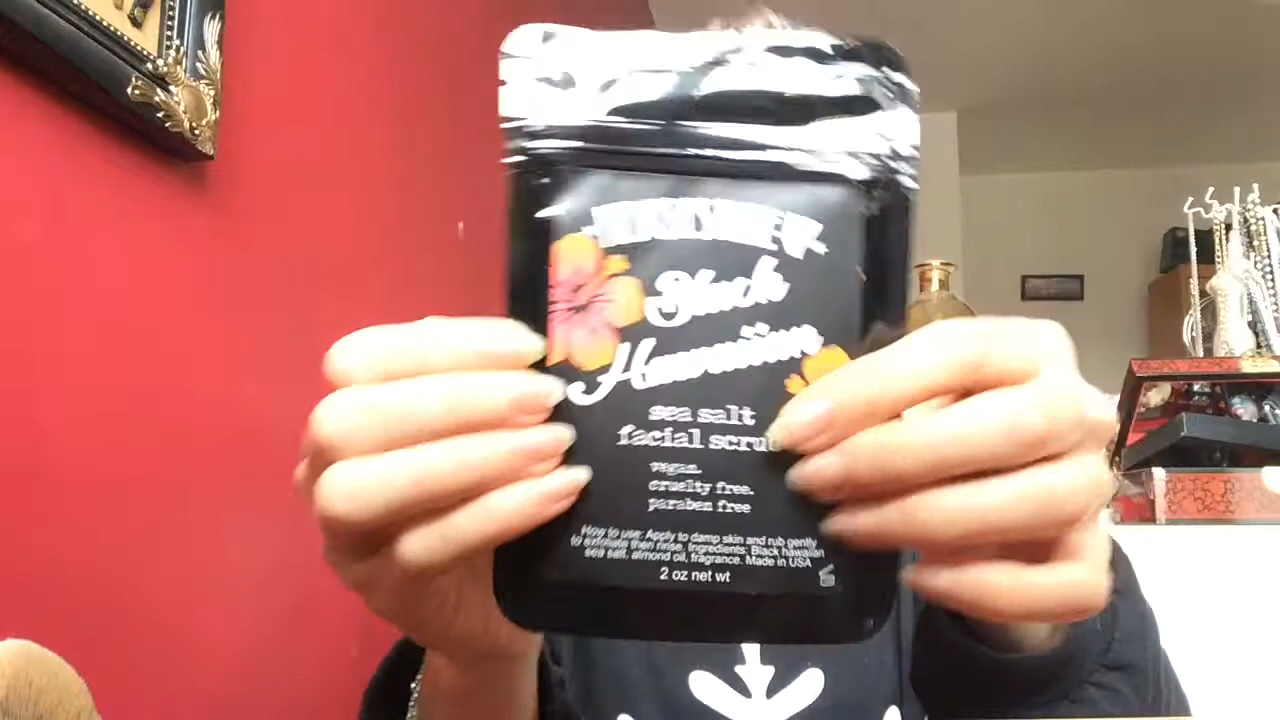 Black
Hawaiian
sea salt
facial scrub
vegan.
cruelty free.
paraben free
How to use: Apply to damp skin and rub gently
to exfoliate then rinse. Ingredients: Black hawaiian
sea salt, almond oil, fragrance. Made in USA
2 oz net wt